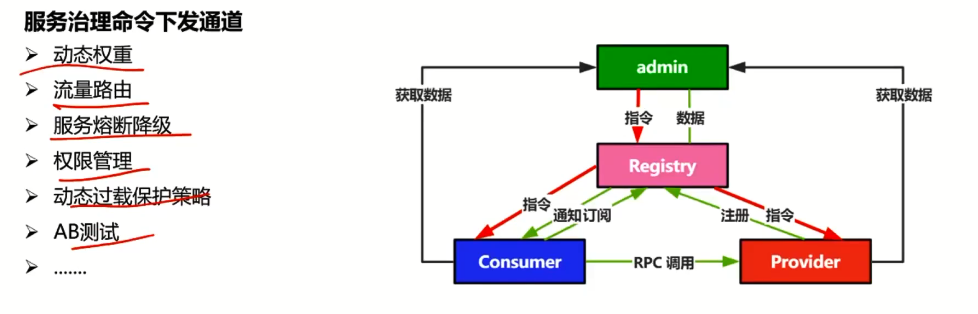 服务治理命令下发通道
➢ 动态权重
➢ 流量路由
➢ 服务熔断降级
➢ 权限管理
➢ 动态过载保护策略
➢ AB测试
➢ .......
admin
获取数据
获取数据
指令
数据
Registry
指令
通知
订阅
注册
指令
Consumer
RPC 调用
Provider